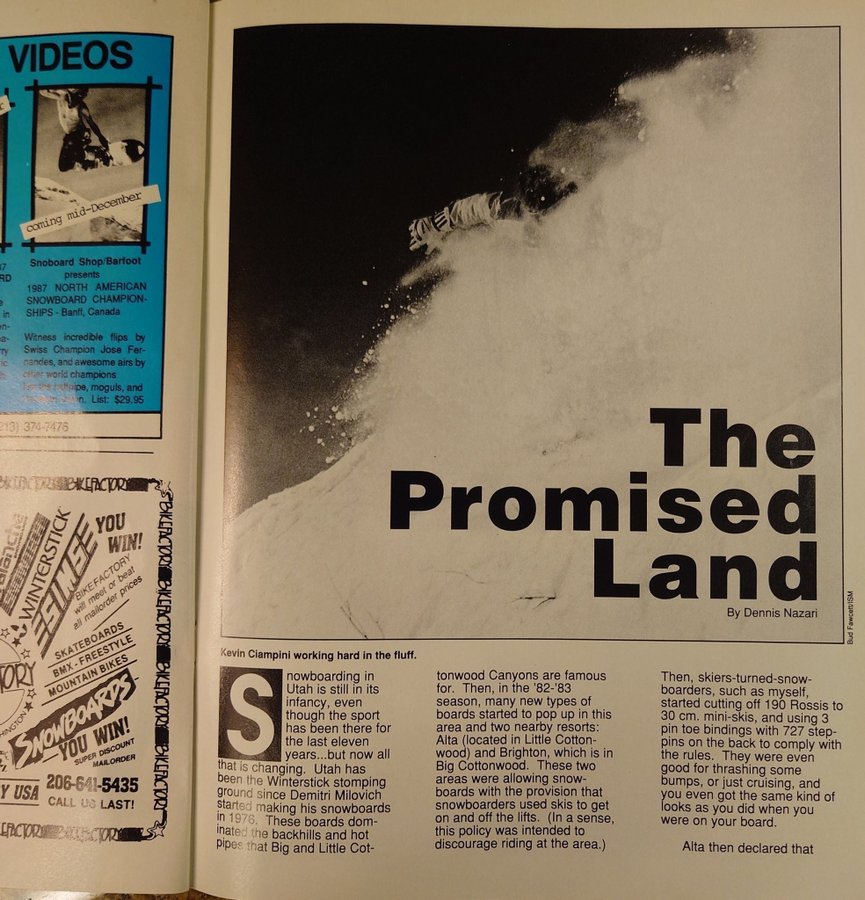 VIDEOS
coming mid-December
Snoboard Shop/Barfoot
presents
1987 NORTH AMERICAN
SNOWBOARD CHAMPION-
SHIPS - Banff, Canada
Witness incredible flips by
Swiss Champion Jose Fer-
nandes, and awesome airs by
other world champions
halfpipe, moguls, and
List: $29.95
213) 374-7476
BIKEFACTORY
WINTERSTICK
SIMS
YOU
WIN!
BIKEFACTORY
will meet or beat
all mailorder prices
SKATEBOARDS
BMX - FREESTYLE
MOUNTAIN BIKES
SNOWBOARDS
YOU WIN!
SUPER DISCOUNT
MAILORDER
Y USA
206-641-5435
CALL US LAST!
The
Promised
Land
By Dennis Nazari
Bud Fawcett/ISM
Kevin Ciampini working hard in the fluff.
Snowboarding in
Utah is still in its
infancy, even
though the sport
has been there for
the last eleven
years...but now all
that is changing. Utah has
been the Winterstick stomping
ground since Demitri Milovich
started making his snowboards
in 1976. These boards dom-
inated the backhills and hot
pipes that Big and Little Cot-
tonwood Canyons are famous
for. Then, in the '82-'83
season, many new types of
boards started to pop up in this
area and two nearby resorts:
Alta (located in Little Cotton-
wood) and Brighton, which is in
Big Cottonwood. These two
areas were allowing snow-
boards with the provision that
snowboarders used skis to get
on and off the lifts. (In a sense,
this policy was intended to
discourage riding at the area.)
Then, skiers-turned-snow-
boarders, such as myself,
started cutting off 190 Rossis to
30 cm. mini-skis, and using 3
pin toe bindings with 727 step-
pins on the back to comply with
the rules. They were even
good for thrashing some
bumps, or just cruising, and
you even got the same kind of
looks as you did when you
were on your board.
Alta then declared that